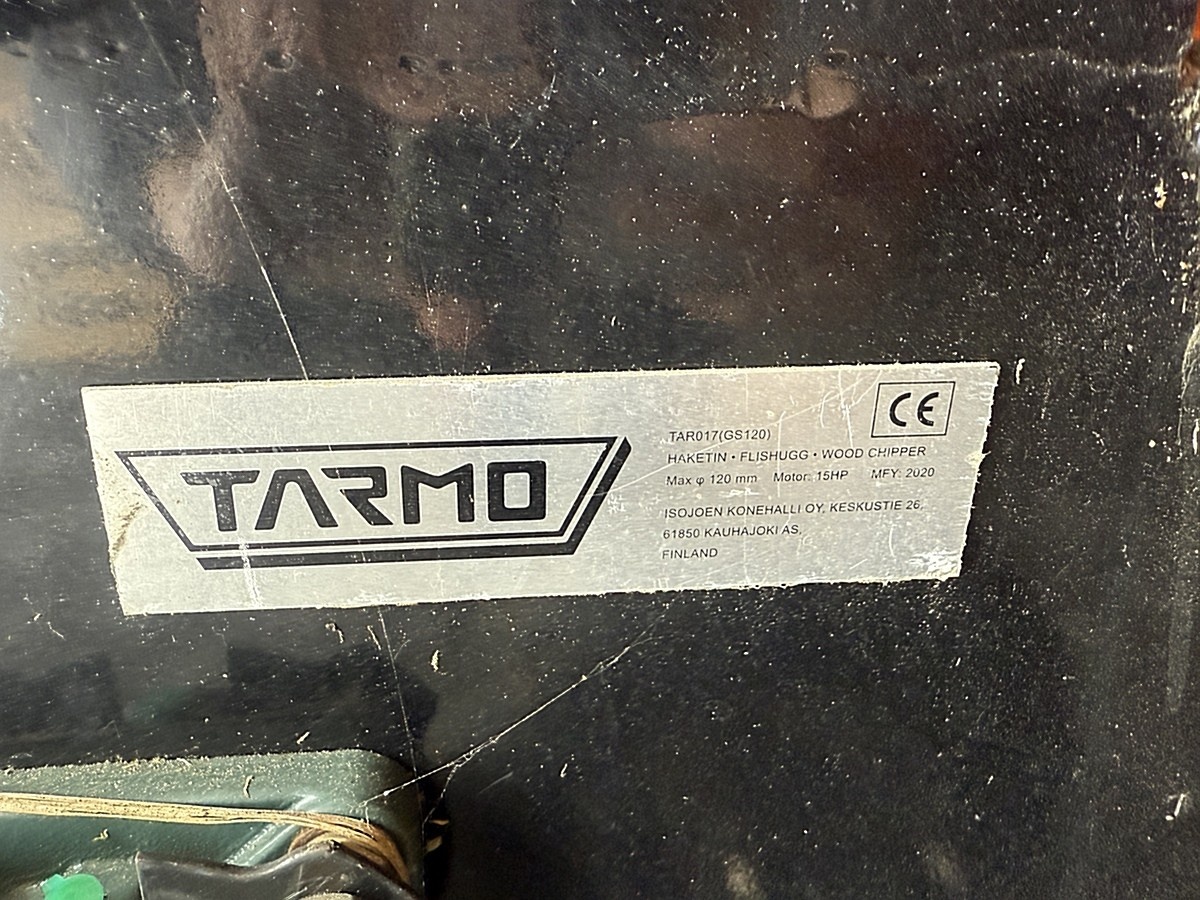 TARMO
CE
TAR017(GS120)
HAKETIN • FLISHUGG • WOOD CHIPPER
Max φ 120 mm Motor: 15HP MFY: 2020
ISOJOEN KONEHALLI OY, KESKUSTIE 26,
61850 KAUHAJOKI AS,
FINLAND